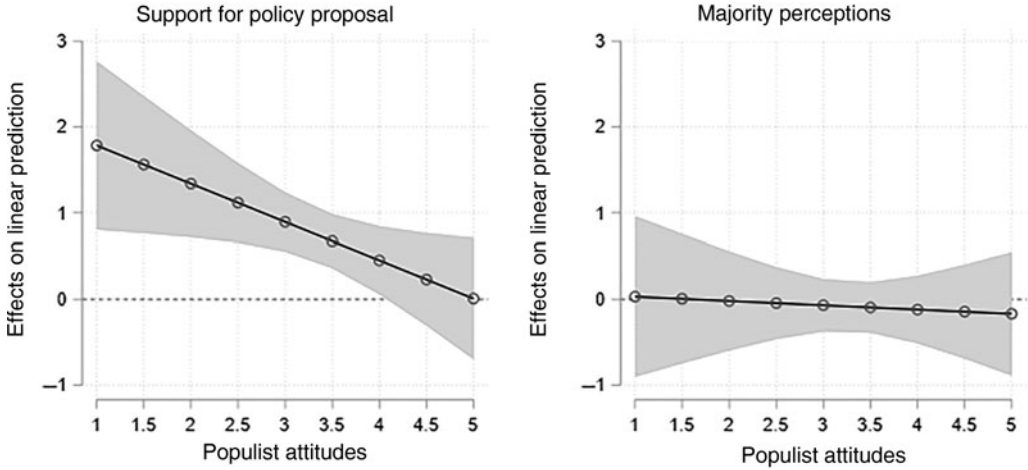 Support for policy proposal
3
2
1
0
–1
Effects on linear prediction
1 1.5 2 2.5 3 3.5 4 4.5 5
Populist attitudes
Majority perceptions
3
2
1
0
–1
Effects on linear prediction
1 1.5 2 2.5 3 3.5 4 4.5 5
Populist attitudes